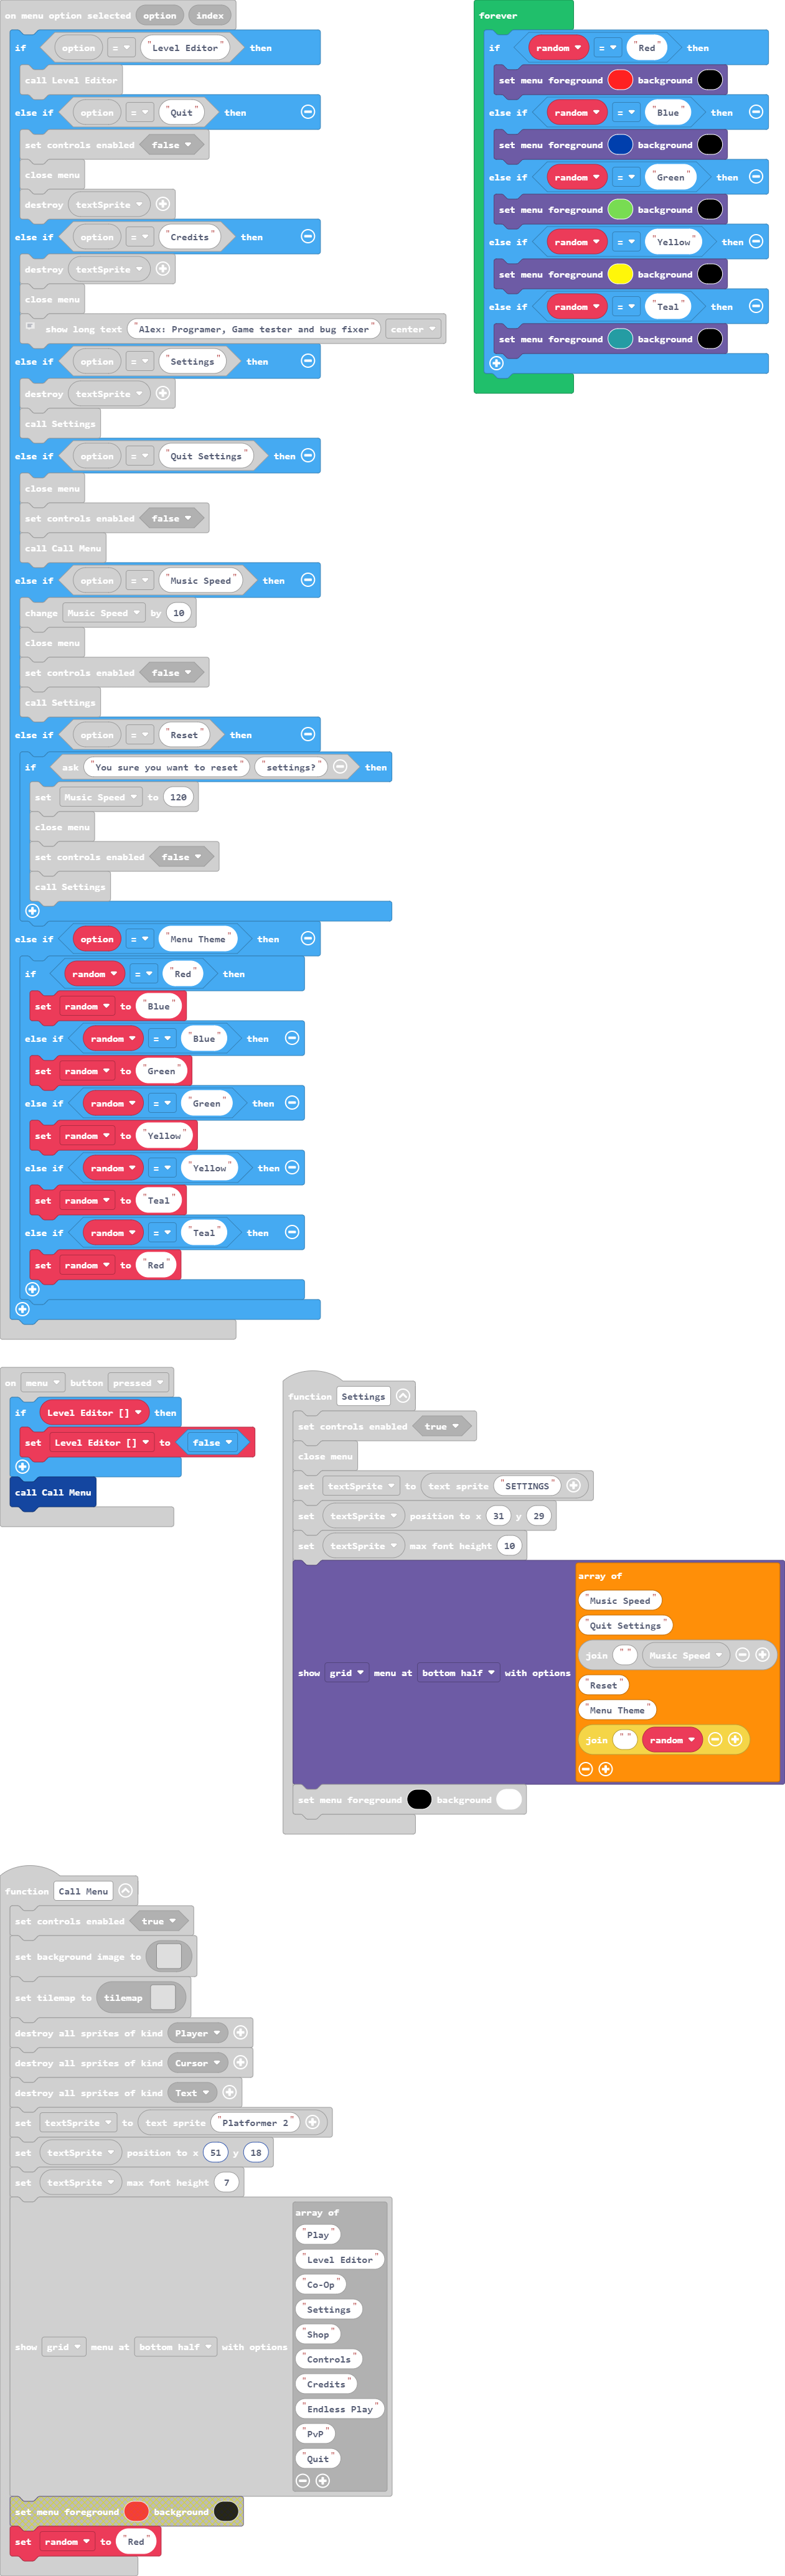 on menu option selected option index
if option = "Level Editor" then
call Level Editor
else if option = "Quit" then
set controls enabled false
close menu
destroy textSprite
else if option = "Credits" then
destroy textSprite
close menu
show long text "Alex: Programer, Game tester and bug fixer" center
else if option = "Settings" then
destroy textSprite
call Settings
else if option = "Quit Settings" then
close menu
set controls enabled false
call Call Menu
else if option = "Music Speed" then
change Music Speed by 10
close menu
set controls enabled false
call Settings
else if option = "Reset" then
if ask "You sure you want to reset" "settings?" then
set Music Speed to 120
close menu
set controls enabled false
call Settings
else if option = "Menu Theme" then
if random = "Red" then
set random to "Blue"
else if random = "Blue" then
set random to "Green"
else if random = "Green" then
set random to "Yellow"
else if random = "Yellow" then
set random to "Teal"
else if random = "Teal" then
set random to "Red"
forever
if random = "Red" then
set menu foreground background
else if random = "Blue" then
set menu foreground background
else if random = "Green" then
set menu foreground background
else if random = "Yellow" then
set menu foreground background
else if random = "Teal" then
set menu foreground background
on menu button pressed
if Level Editor [] then
set Level Editor [] to false
call Call Menu
function Settings
set controls enabled true
close menu
set textSprite to text sprite "SETTINGS"
set textSprite position to x 31 y 29
set textSprite max font height 10
show grid menu at bottom half with options
array of
"Music Speed"
"Quit Settings"
join "" Music Speed
"Reset"
"Menu Theme"
join "" random
set menu foreground background
function Call Menu
set controls enabled true
set background image to
set tilemap to tilemap
destroy all sprites of kind Player
destroy all sprites of kind Cursor
destroy all sprites of kind Text
set textSprite to text sprite "Platformer 2"
set textSprite position to x 51 y 18
set textSprite max font height 7
show grid menu at bottom half with options
array of
"Play"
"Level Editor"
"Co-Op"
"Settings"
"Shop"
"Controls"
"Credits"
"Endless Play"
"PvP"
"Quit"
set menu foreground background
set random to "Red"